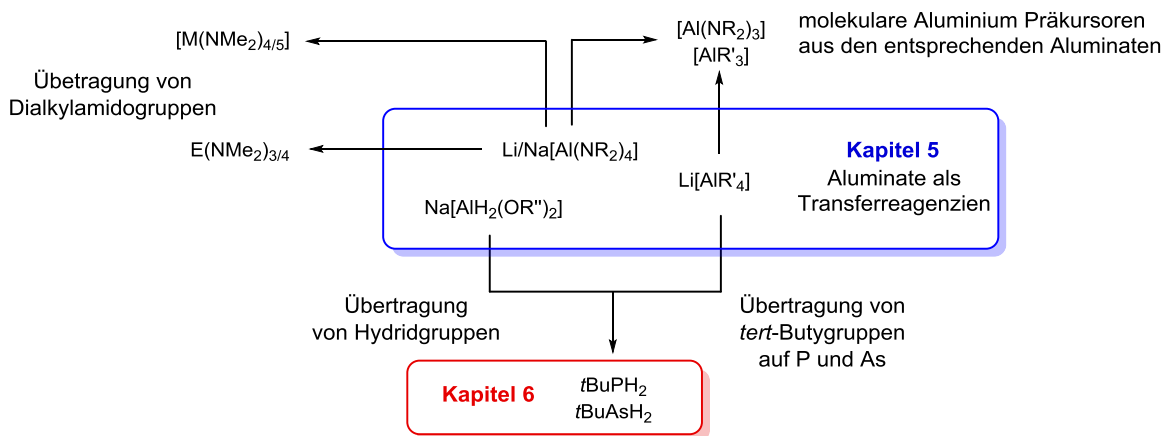 [M(NMe2)4/5]
Übetragung von
Dialkylamidogruppen
E(NMe2)3/4
[Al(NR2)3]
[AlR'3]
molekulare Aluminium Präkursoren
aus den entsprechenden Aluminaten
Li/Na[Al(NR2)4]
Li[AlR'4]
Na[AlH2(OR")2]
Kapitel 5
Aluminate als
Transferreagenzien
Übertragung
von Hydridgruppen
Übertragung von
tert-Butygruppen
auf P und As
Kapitel 6
tBuPH2
tBuAsH2